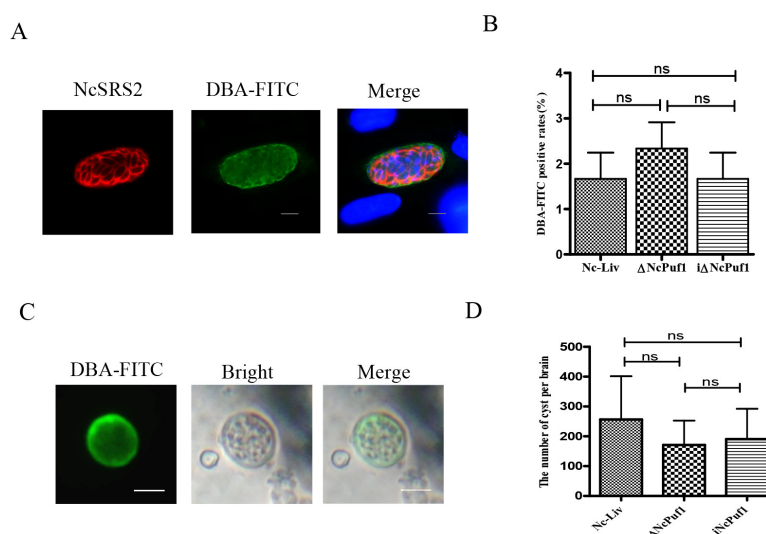 A
NcSRS2 DBA-FITC Merge
B
DBA-FITC positive rates(%)
4
3
2
1
0
ns
ns ns
Nc-Liv ΔNcPuf1 iΔNcPuf1
C
DBA-FITC Bright Merge
D
The number of cyst per brain
500
400
300
200
100
0
ns
ns
ns
Nc-Liv ΔNcPuf1 iNcPuf1